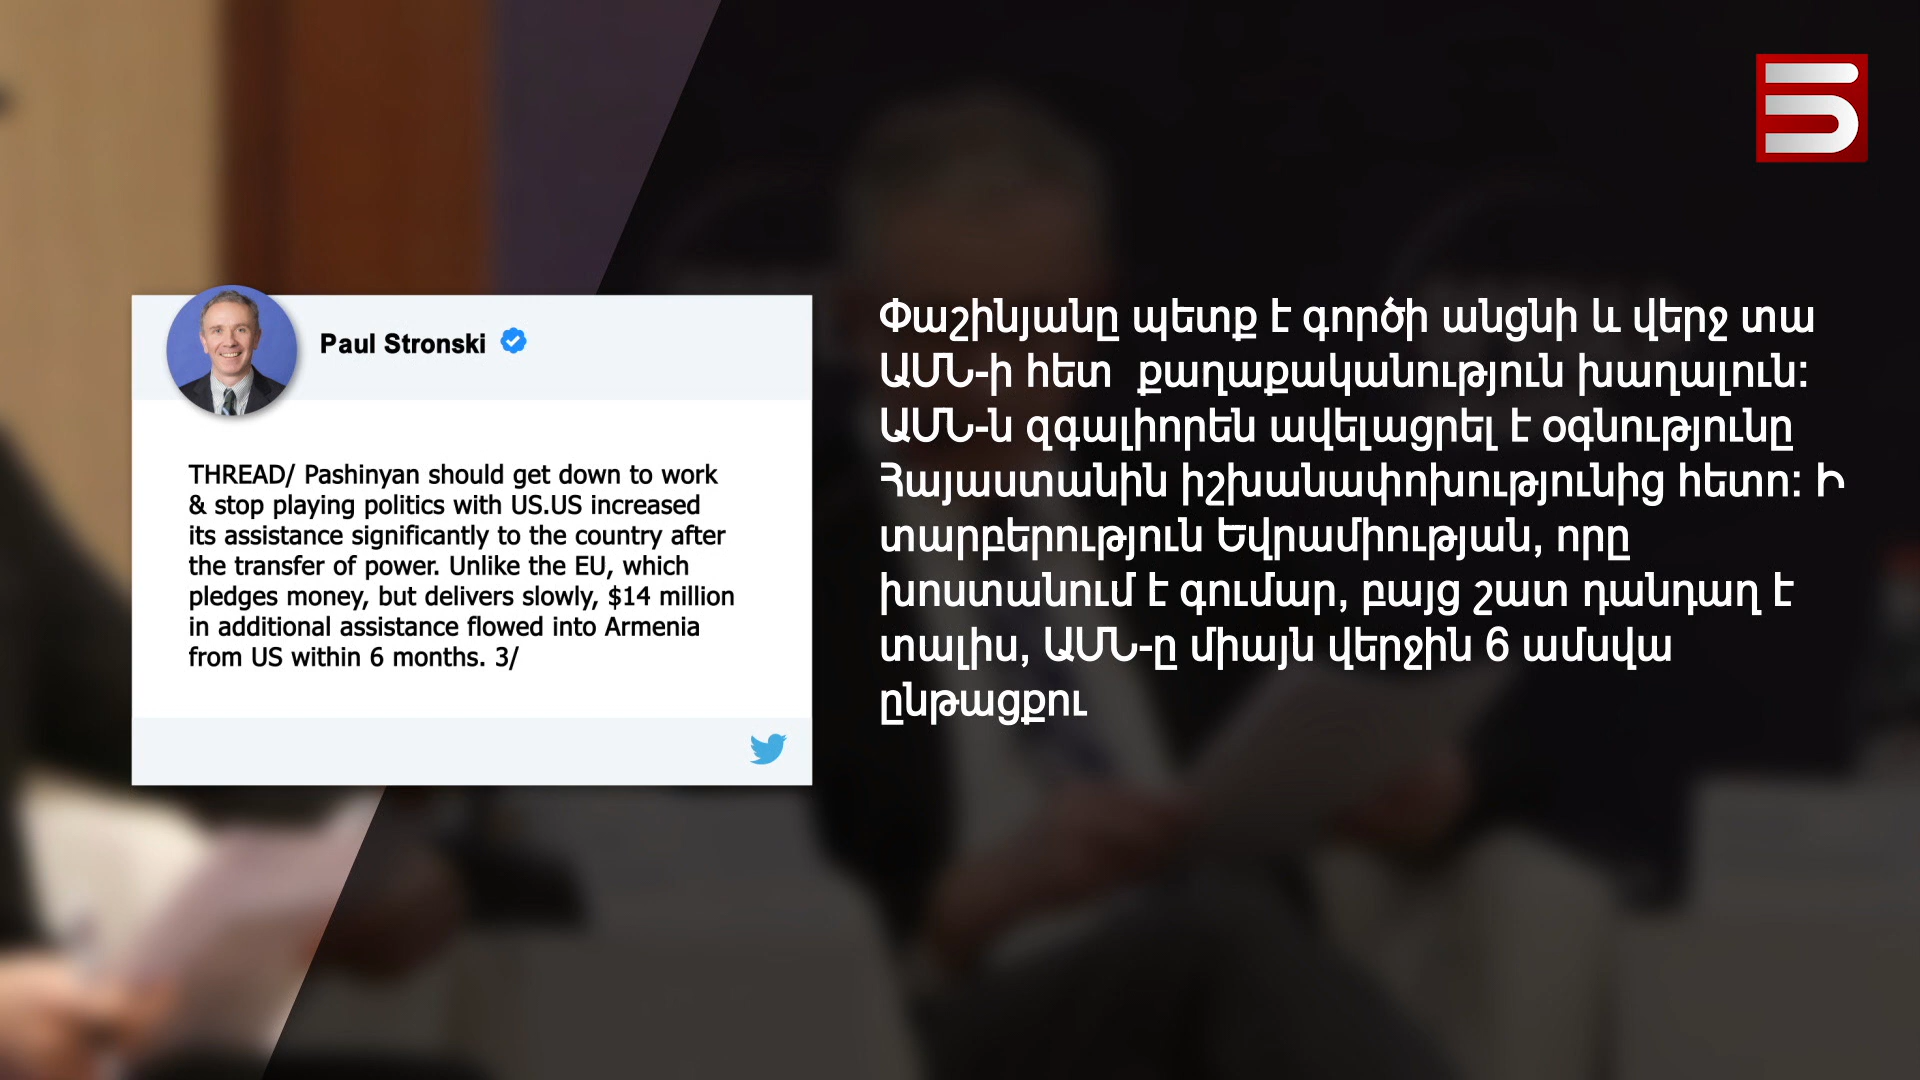 Paul Stronski
THREAD/ Pashinyan should get down to work
& stop playing politics with US.US increased
its assistance significantly to the country after
the transfer of power. Unlike the EU, which
pledges money, but delivers slowly, $14 million
in additional assistance flowed into Armenia
from US within 6 months. 3/
Փաշինյանը պետք է գործի անցնի և վերջ տա
ԱՄՆ-ի հետ  քաղաքականություն խաղալուն:
ԱՄՆ-ն զգալիորեն ավելացրել է օգնությունը
Հայաստանին իշխանափոխությունից հետո: Ի
տարբերություն Եվրամիության, որը
խոստանում է գումար, բայց շատ դանդաղ է
տալիս, ԱՄՆ-ը միայն վերջին 6 ամսվա
ընթացքու
5